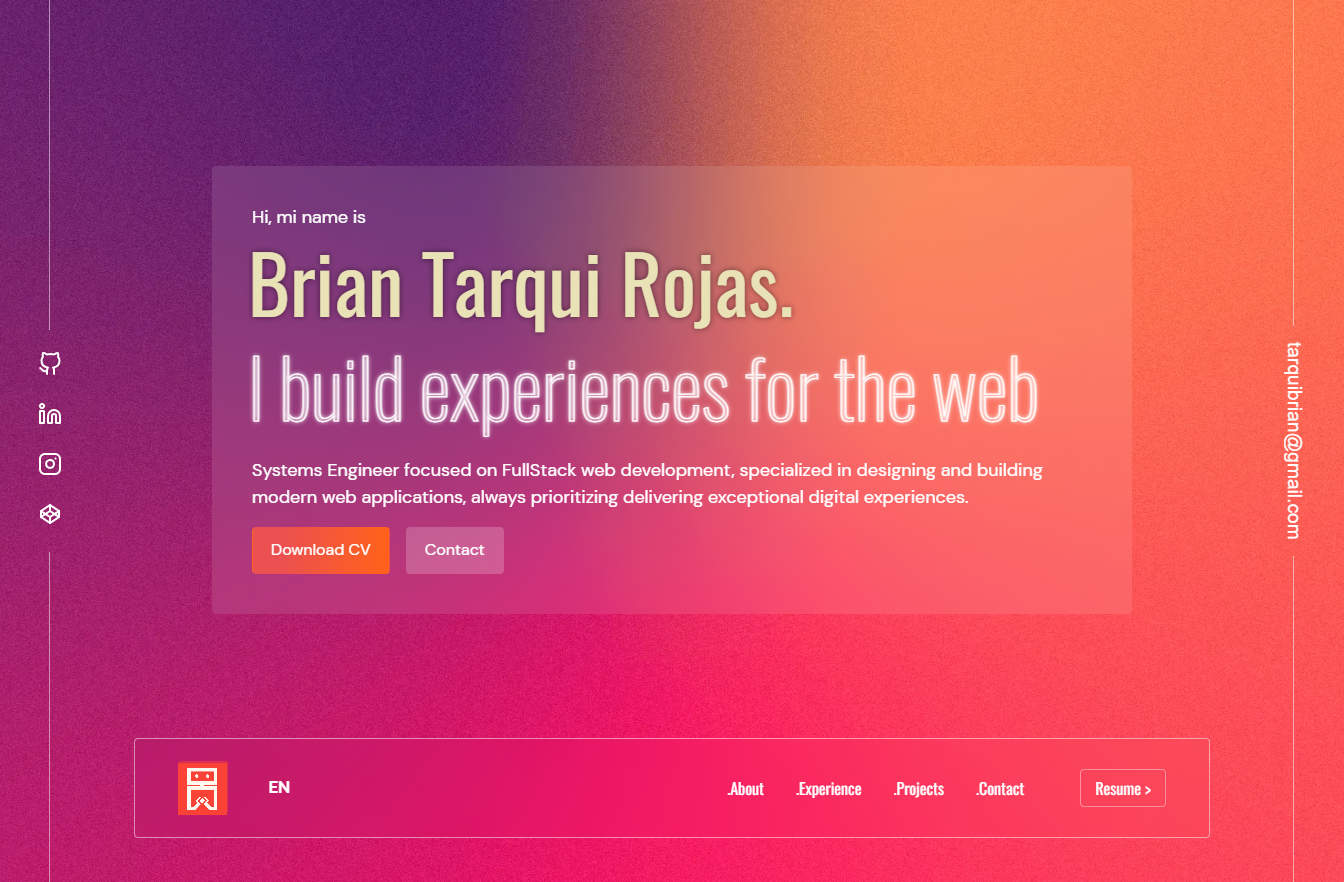 Hi, mi name is
Brian Tarqui Rojas.
I build experiences for the web
Systems Engineer focused on FullStack web development, specialized in designing and building
modern web applications, always prioritizing delivering exceptional digital experiences.
Download CV
Contact
tarquibrian@gmail.com
EN
.About
.Experience
.Projects
.Contact
Resume >